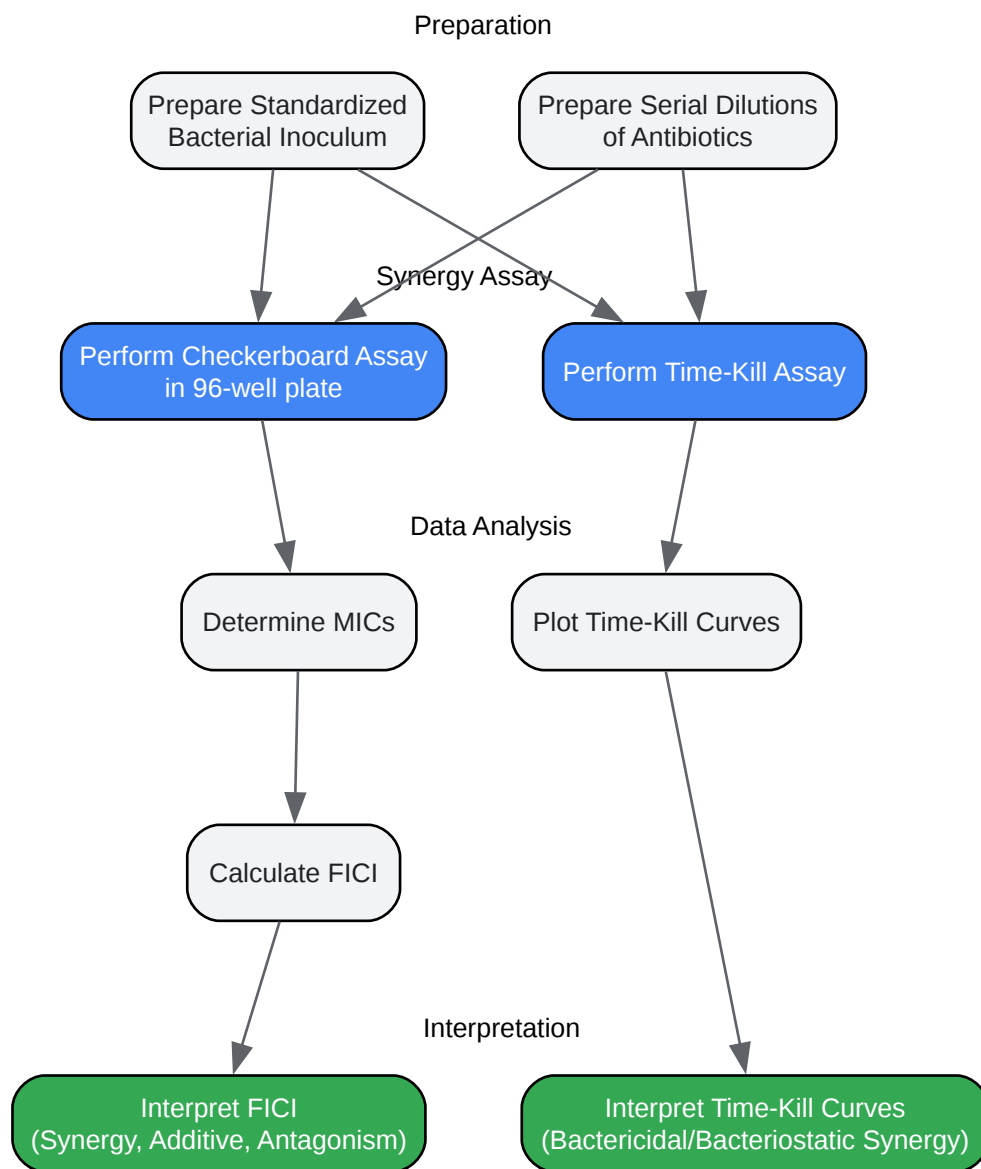 Preparation
Prepare Standardized
Bacterial Inoculum
Prepare Serial Dilutions
of Antibiotics
Synergy Assay
Perform Checkerboard Assay
in 96-well plate
Perform Time-Kill Assay
Data Analysis
Determine MICs
Plot Time-Kill Curves
Calculate FICI
Interpretation
Interpret FICI
(Synergy, Additive, Antagonism)
Interpret Time-Kill Curves
(Bactericidal/Bacteriostatic Synergy)